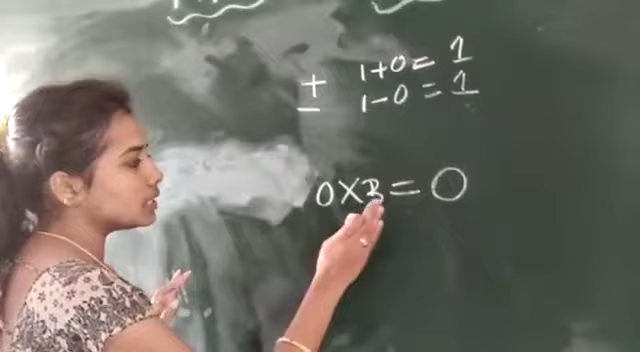 + 1+0=1
- 1-0=1
0×3=0